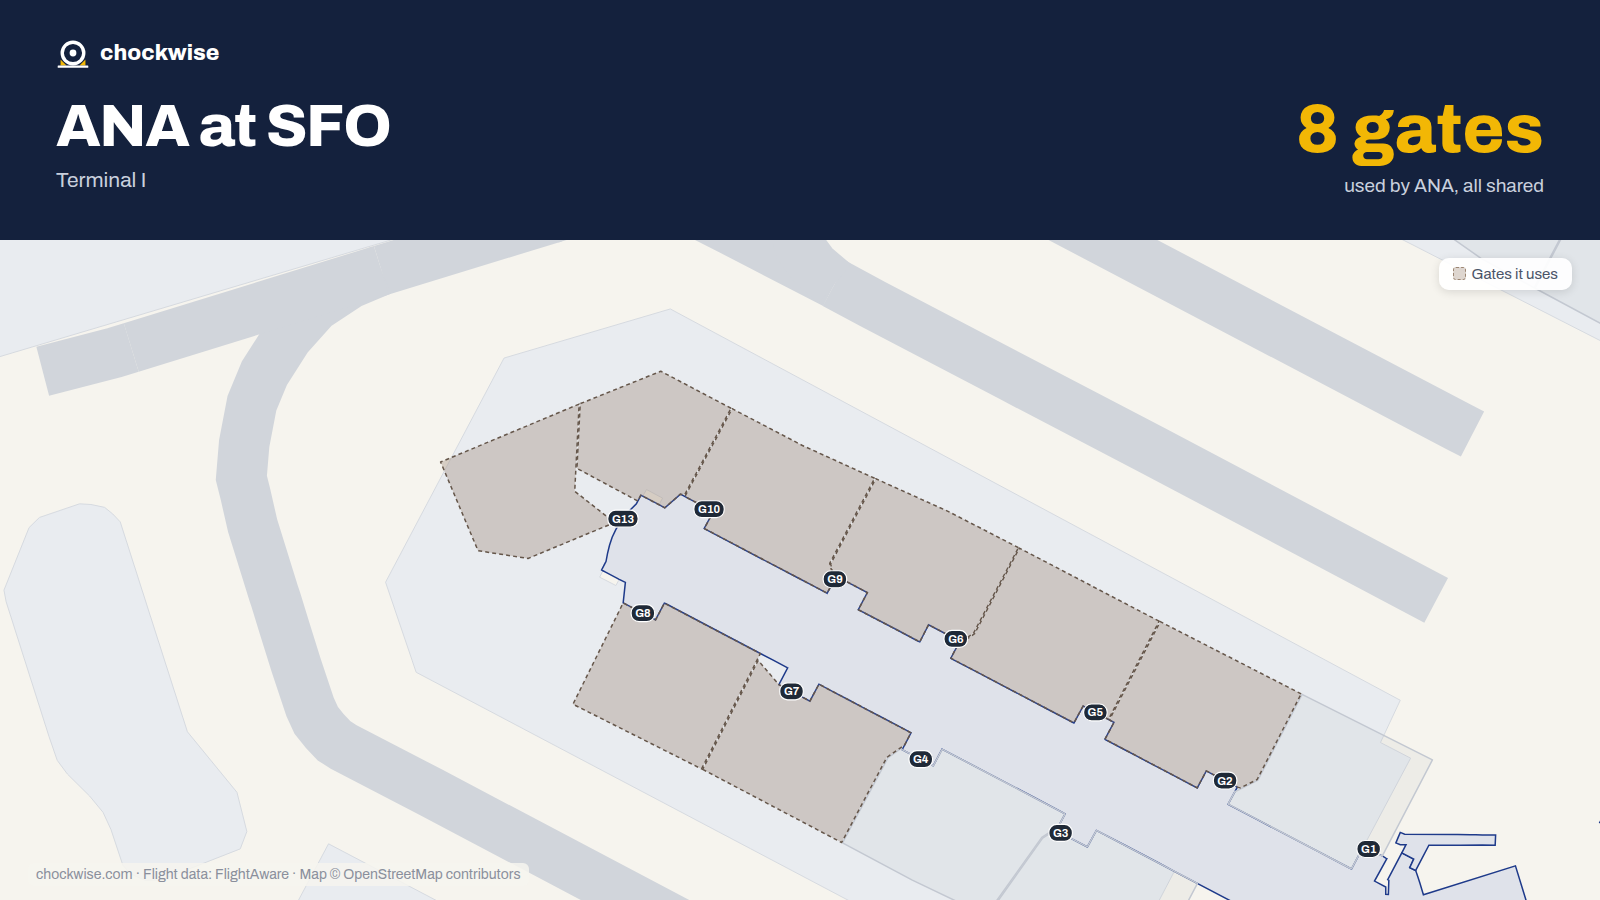 chockwise
ANA at SFO
Terminal I
8 gates
used by ANA, all shared
Gates it uses
G13
G10
G9
G8
G6
G7
G5
G4
G2
G3
G1
chockwise.com · Flight data: FlightAware · Map © OpenStreetMap contributors